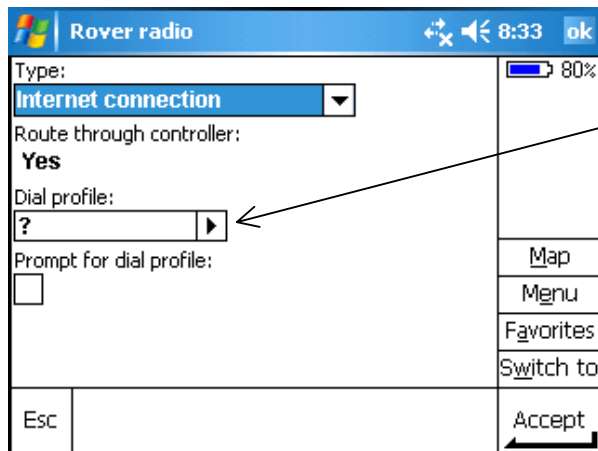 Rover radio 8:33 ok
Type: 80%
Internet connection
Route through controller:
Yes
Dial profile:
?
Prompt for dial profile:
Map
Menu
Favorites
Switch to
Esc Accept